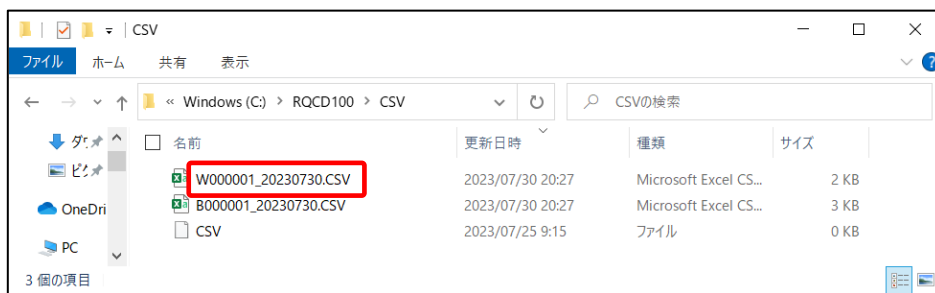 CSV
ファイル ホーム 共有 表示
« Windows (C:) > RQCD100 > CSV CSVの検索
名前 更新日時 種類 サイズ
W000001_20230730.CSV 2023/07/30 20:27 Microsoft Excel CS... 2 KB
B000001_20230730.CSV 2023/07/30 20:27 Microsoft Excel CS... 3 KB
CSV 2023/07/25 9:15 ファイル 0 KB
OneDri
PC
3 個の項目